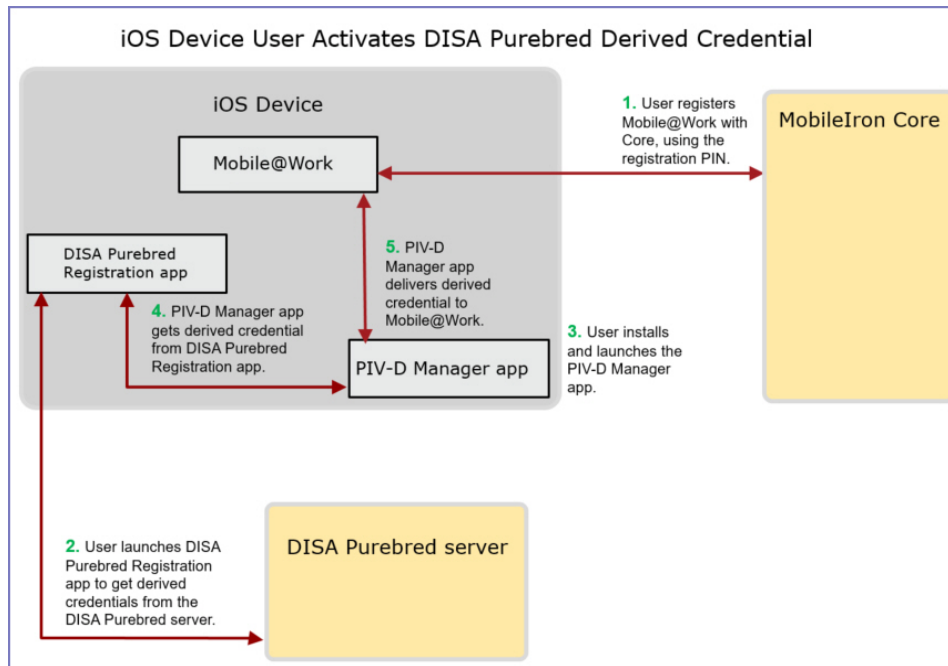 iOS Device User Activates DISA Purebred Derived Credential
iOS Device
Mobile@Work
1. User registers
Mobile@Work with
Core, using the
registration PIN.
MobileIron Core
DISA Purebred
Registration app
5. PIV-D
Manager app
delivers derived
credential to
Mobile@Work.
4. PIV-D Manager app
gets derived credential
from DISA Purebred
Registration app.
PIV-D Manager app
3. User installs
and launches the
PIV-D Manager
app.
2. User launches DISA
Purebred Registration
app to get derived
credentials from the
DISA Purebred server.
DISA Purebred server